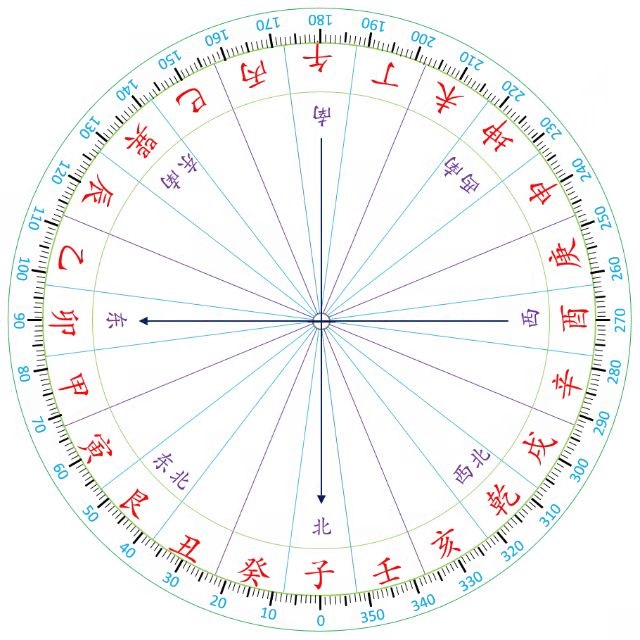 180
190
200
210
220
230
240
250
260
270
280
290
300
310
320
330
340
350
0
10
20
30
40
50
60
70
80
90
100
110
120
130
140
150
160
170
午
丁
未
坤
申
庚
酉
辛
戌
乾
亥
壬
子
癸
丑
艮
寅
甲
卯
乙
辰
巽
巳
丙
南
西南
西
西北
北
东北
东
东南